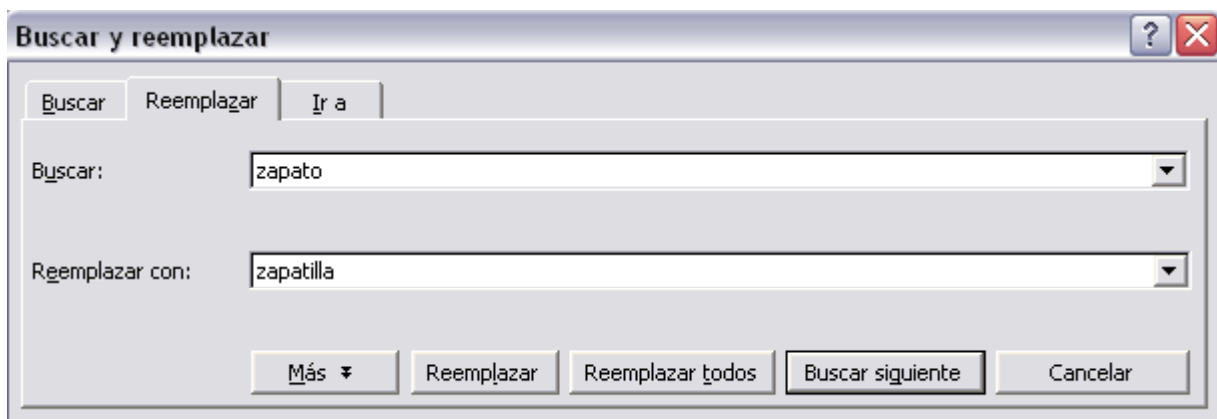 Buscar y reemplazar ?
Buscar Reemplazar Ir a
Buscar: zapato
Reemplazar con: zapatilla
Más Reemplazar Reemplazar todos Buscar siguiente Cancelar